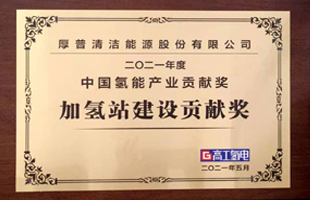 厚普清洁能源股份有限公司
二〇二一年度
中国氢能产业贡献奖
加氢站建设贡献奖
G 高工氢电
二〇二一年五月